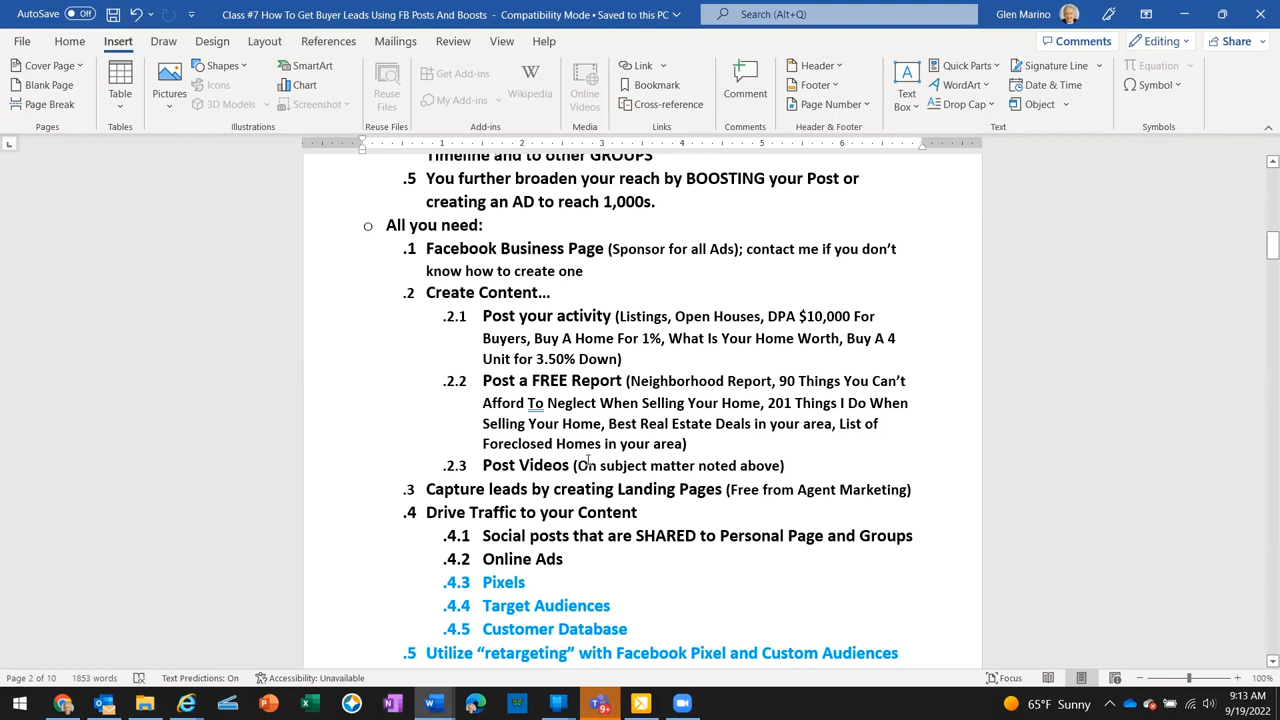 AutoSave Off
Class #7 How To Get Buyer Leads Using FB Posts And Boosts - Compatibility Mode
Search (Alt+Q)
Glen Marino
File Home Insert Draw Design Layout References Mailings Review View Help
Comments Editing Share
Cover Page
Blank Page
Page Break
Pages
Table
Tables
Pictures
Shapes
Icons
3D Models
SmartArt
Chart
Screenshot
Illustrations
Reuse
Files
Reuse Files
Get Add-ins
My Add-ins
Wikipedia
Add-ins
Online
Videos
Media
Link
Bookmark
Cross-reference
Links
Comment
Comments
Header
Footer
Page Number
Header & Footer
Text
Box
Quick Parts
WordArt
Drop Cap
Signature Line
Date & Time
Object
Text
Equation
Symbol
Symbols
1 2 3 4 5 6
Timeline and to other GROUPS
.5 You further broaden your reach by BOOSTING your Post or
creating an AD to reach 1,000s.
o All you need:
.1 Facebook Business Page (Sponsor for all Ads); contact me if you don’t
know how to create one
.2 Create Content…
.2.1 Post your activity (Listings, Open Houses, DPA $10,000 For
Buyers, Buy A Home For 1%, What Is Your Home Worth, Buy A 4
Unit for 3.50% Down)
.2.2 Post a FREE Report (Neighborhood Report, 90 Things You Can’t
Afford To Neglect When Selling Your Home, 201 Things I Do When
Selling Your Home, Best Real Estate Deals in your area, List of
Foreclosed Homes in your area)
.2.3 Post Videos (On subject matter noted above)
.3 Capture leads by creating Landing Pages (Free from Agent Marketing)
.4 Drive Traffic to your Content
.4.1 Social posts that are SHARED to Personal Page and Groups
.4.2 Online Ads
.4.3 Pixels
.4.4 Target Audiences
.4.5 Customer Database
.5 Utilize “retargeting” with Facebook Pixel and Custom Audiences
Page 2 of 10 1853 words Text Predictions: On Accessibility: Unavailable Focus 100%
9+
65°F Sunny
9:13 AM
9/19/2022